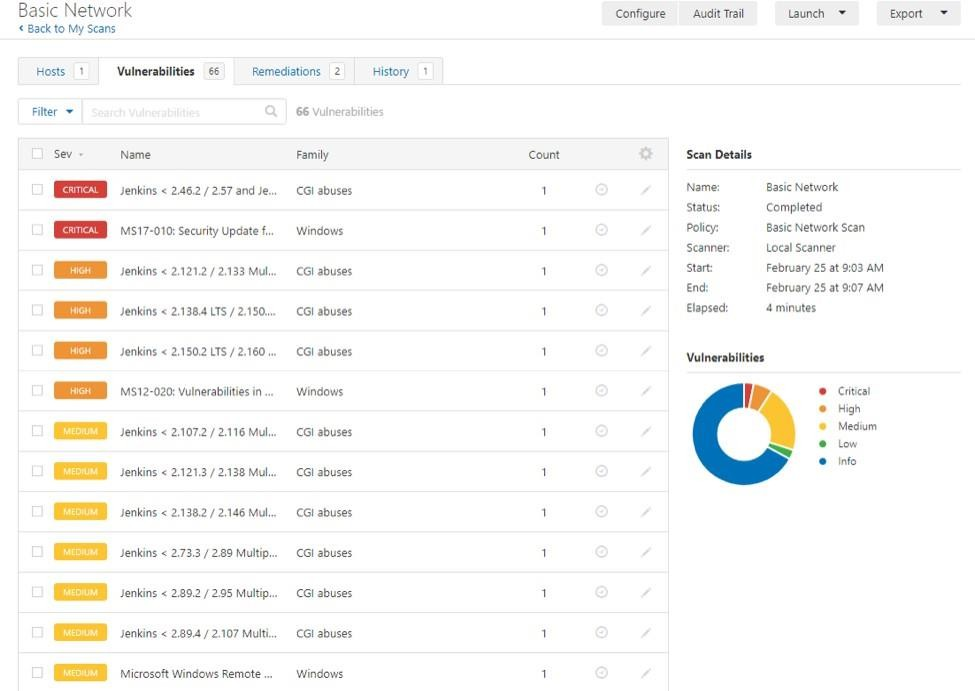 Basic Network
Configure Audit Trail Launch Export
Back to My Scans
Hosts 1 Vulnerabilities 66 Remediations 2 History 1
Filter Search Vulnerabilities 66 Vulnerabilities
Sev Name Family Count
CRITICAL Jenkins < 2.46.2 / 2.57 and Je... CGI abuses 1
CRITICAL MS17-010: Security Update f... Windows 1
HIGH Jenkins < 2.121.2 / 2.133 Mul... CGI abuses 1
HIGH Jenkins < 2.138.4 LTS / 2.150.... CGI abuses 1
HIGH Jenkins < 2.150.2 LTS / 2.160 ... CGI abuses 1
HIGH MS12-020: Vulnerabilities in ... Windows 1
MEDIUM Jenkins < 2.107.2 / 2.116 Mul... CGI abuses 1
MEDIUM Jenkins < 2.121.3 / 2.138 Mul... CGI abuses 1
MEDIUM Jenkins < 2.138.2 / 2.146 Mul... CGI abuses 1
MEDIUM Jenkins < 2.73.3 / 2.89 Multip... CGI abuses 1
MEDIUM Jenkins < 2.89.2 / 2.95 Multip... CGI abuses 1
MEDIUM Jenkins < 2.89.4 / 2.107 Multi... CGI abuses 1
MEDIUM Microsoft Windows Remote ... Windows 1
Scan Details
Name: Basic Network
Status: Completed
Policy: Basic Network Scan
Scanner: Local Scanner
Start: February 25 at 9:03 AM
End: February 25 at 9:07 AM
Elapsed: 4 minutes
Vulnerabilities
Critical
High
Medium
Low
Info